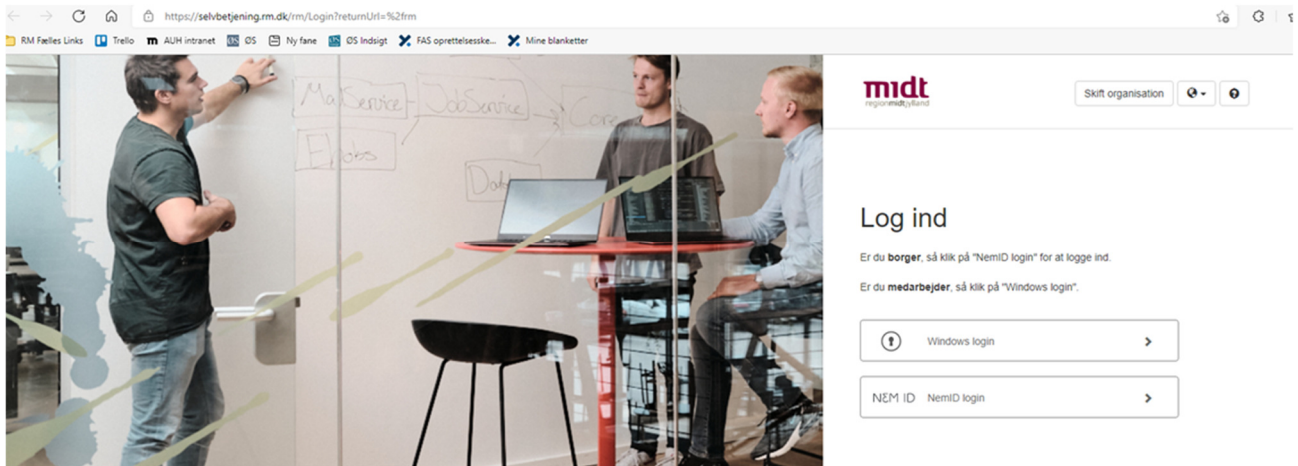 https://selvbetjening.rm.dk/rm/Login?returnUrl=%2frm
RM Fælles Links Trello AUH intranet ØS Ny fane ØS Indsigt FAS oprettelsesske... Mine blanketter
MailService JobService Core
Eljobs
midt
regionmidtjylland
Skift organisation
Log ind
Er du borger, så klik på "NemID login" for at logge ind.
Er du medarbejder, så klik på "Windows login".
Windows login
NEM ID NemID login